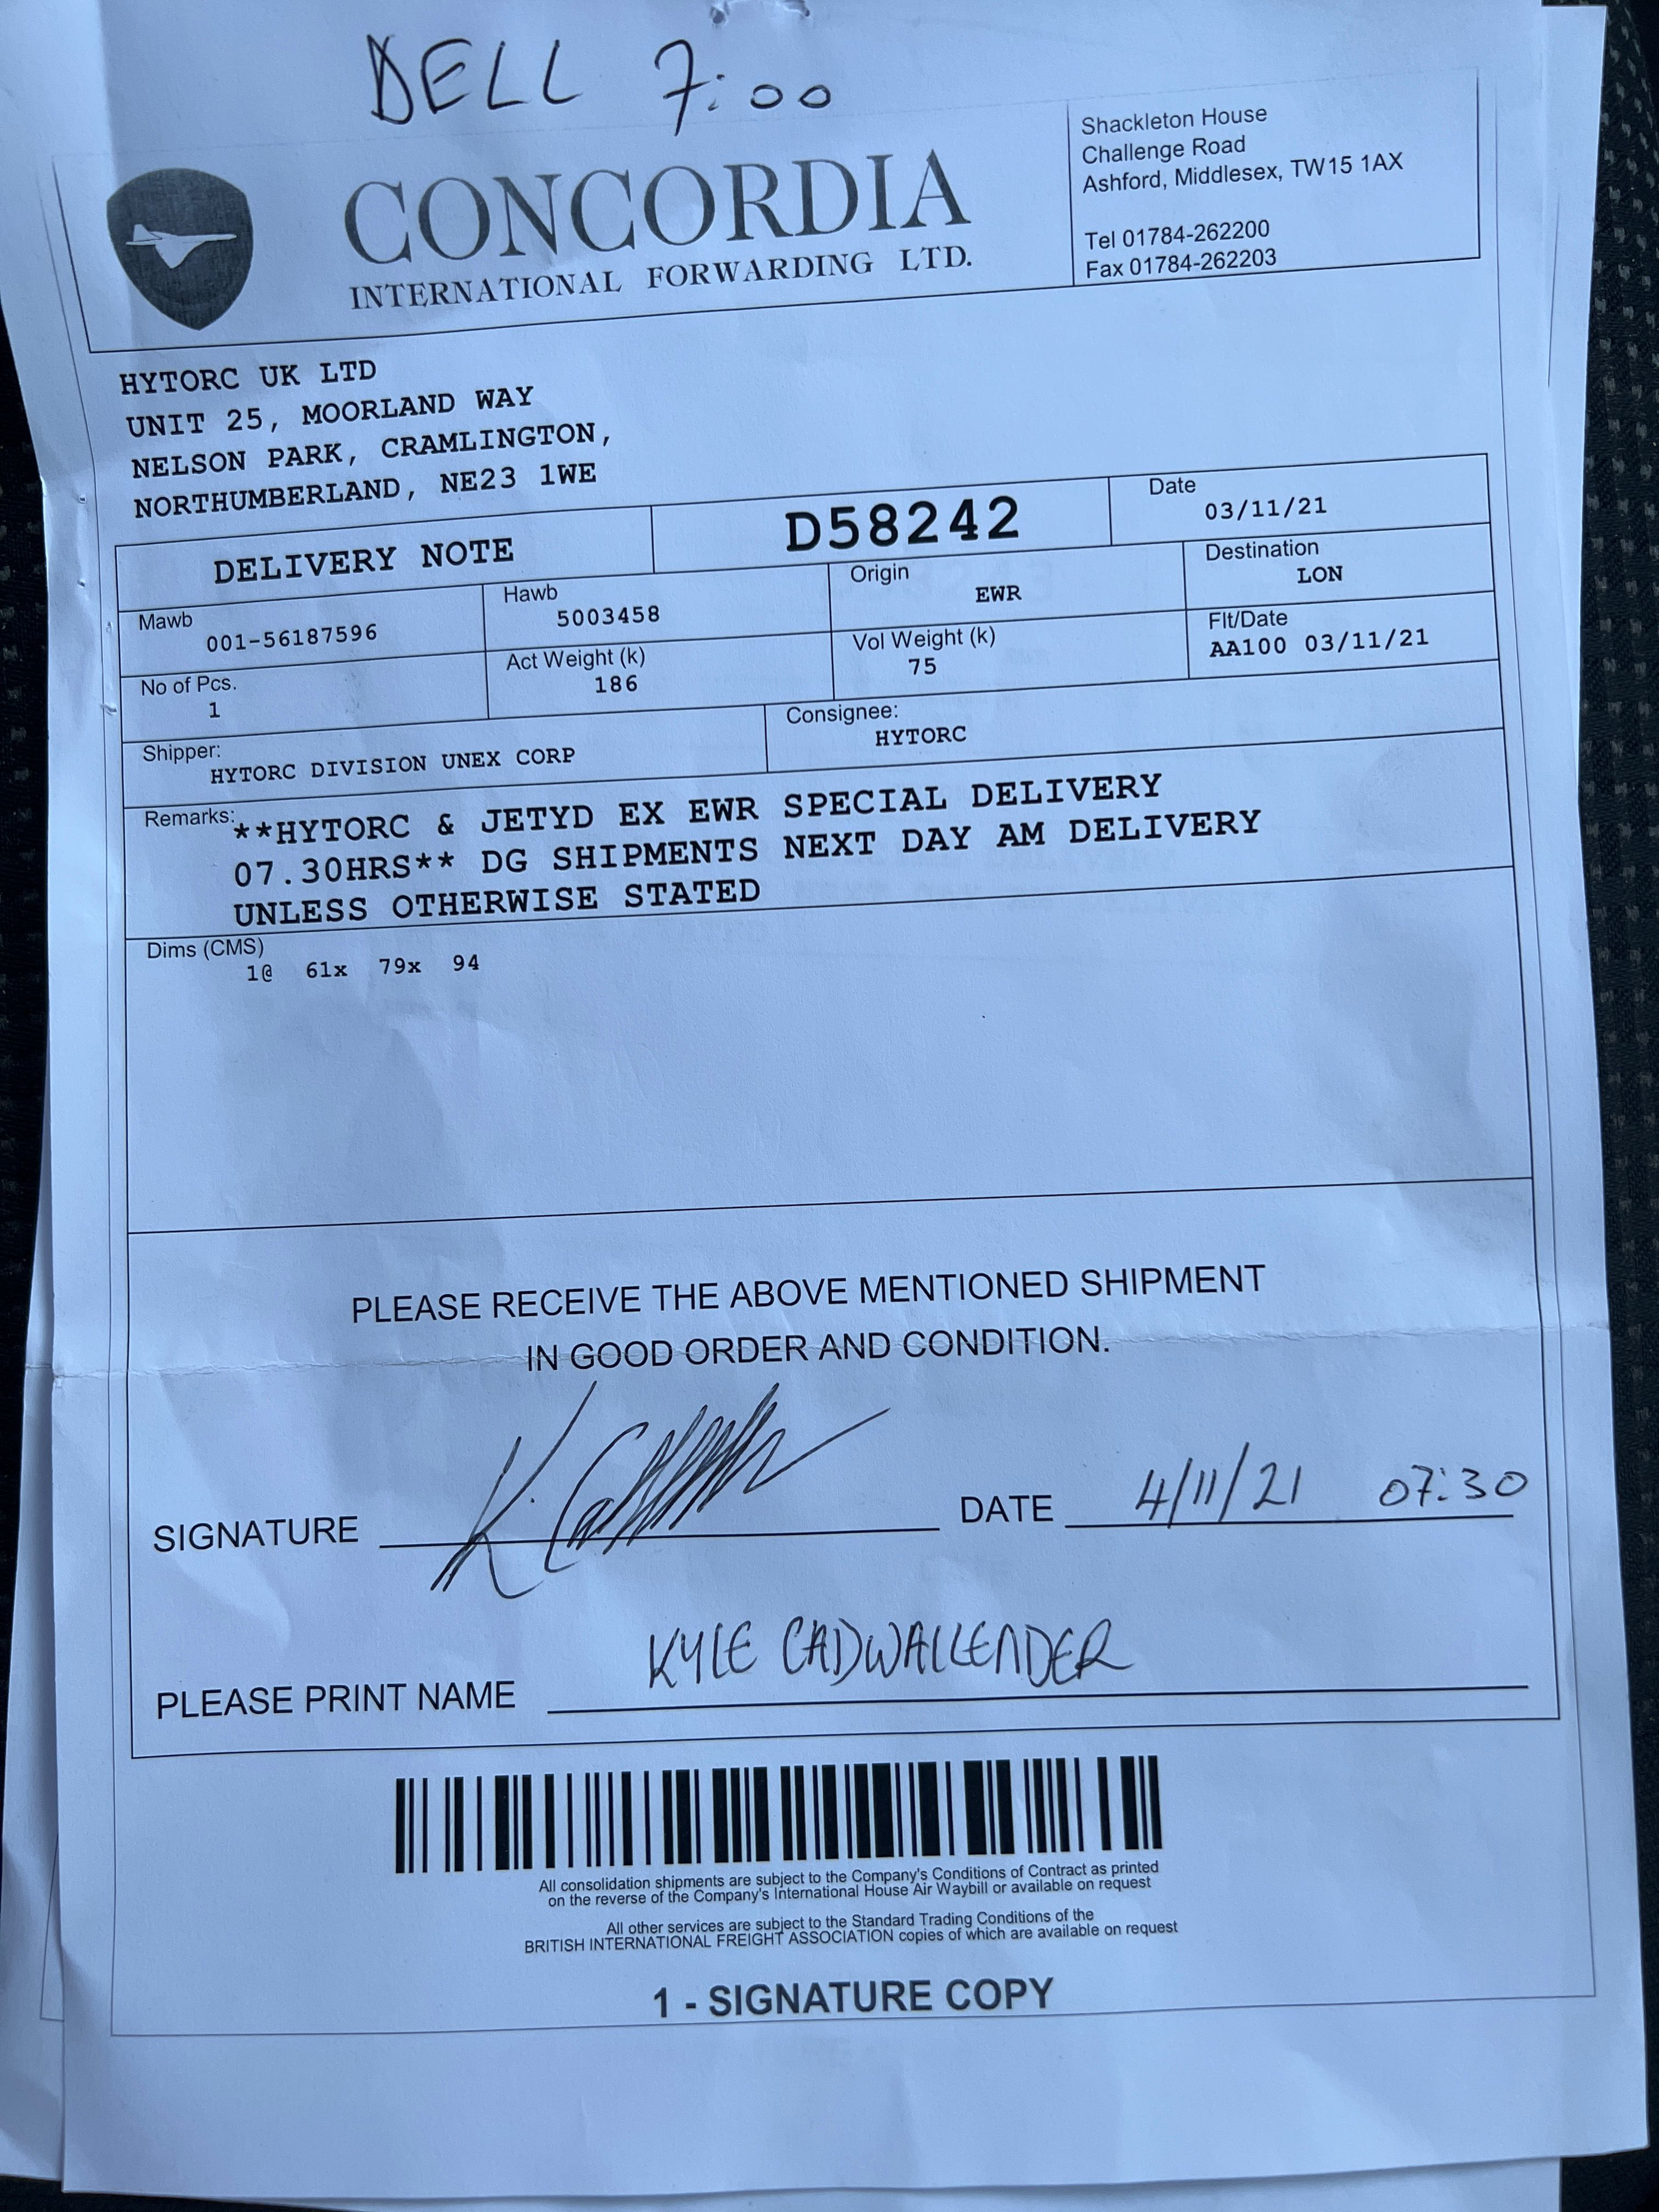 DELL 7:00
CONCORDIA
INTERNATIONAL FORWARDING LTD.
Shackleton House
Challenge Road
Ashford, Middlesex, TW15 1AX
Tel 01784-262200
Fax 01784-262203
HYTORC UK LTD
UNIT 25, MOORLAND WAY
NELSON PARK, CRAMLINGTON,
NORTHUMBERLAND, NE23 1WE
DELIVERY NOTE
D58242
Date
03/11/21
Mawb
001-56187596
Hawb
5003458
Origin
EWR
Destination
LON
No of Pcs.
1
Act Weight (k)
186
Vol Weight (k)
75
Flt/Date
AA100 03/11/21
Shipper:
HYTORC DIVISION UNEX CORP
Consignee:
HYTORC
Remarks:
**HYTORC & JETYD EX EWR SPECIAL DELIVERY
07.30HRS** DG SHIPMENTS NEXT DAY AM DELIVERY
UNLESS OTHERWISE STATED
Dims (CMS)
1@ 61x 79x 94
PLEASE RECEIVE THE ABOVE MENTIONED SHIPMENT
IN GOOD ORDER AND CONDITION.
SIGNATURE
DATE 4/11/21 07:30
PLEASE PRINT NAME KYLE CADWALLENDER
All consolidation shipments are subject to the Company's Conditions of Contract as printed
on the reverse of the Company's International House Air Waybill or available on request
All other services are subject to the Standard Trading Conditions of the
BRITISH INTERNATIONAL FREIGHT ASSOCIATION copies of which are available on request
1 - SIGNATURE COPY